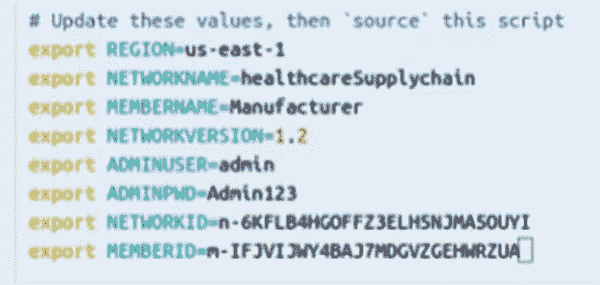 # Update these values, then `source` this script
export REGION=us-east-1
export NETWORKNAME=healthcareSupplychain
export MEMBERNAME=Manufacturer
export NETWORKVERSION=1.2
export ADMINUSER=admin
export ADMINPWD=Admin123
export NETWORKID=n-6KFLB4HGOFFZ3ELHSNJMASOUYI
export MEMBERID=m-IFJVIJWY4BAJ7MDGVZGEHWRZUA